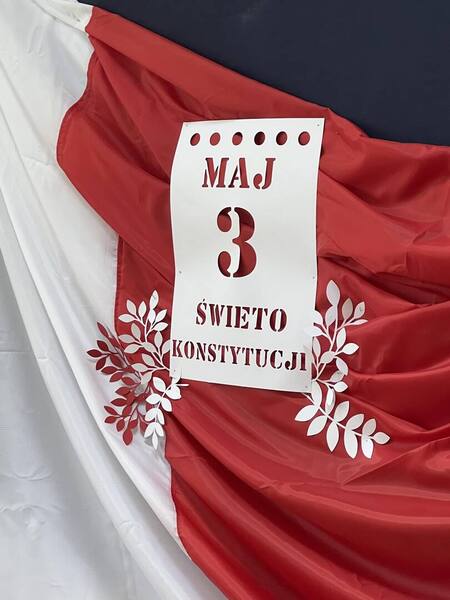 MAJ
3
ŚWIETO
KONSTYTUCJI